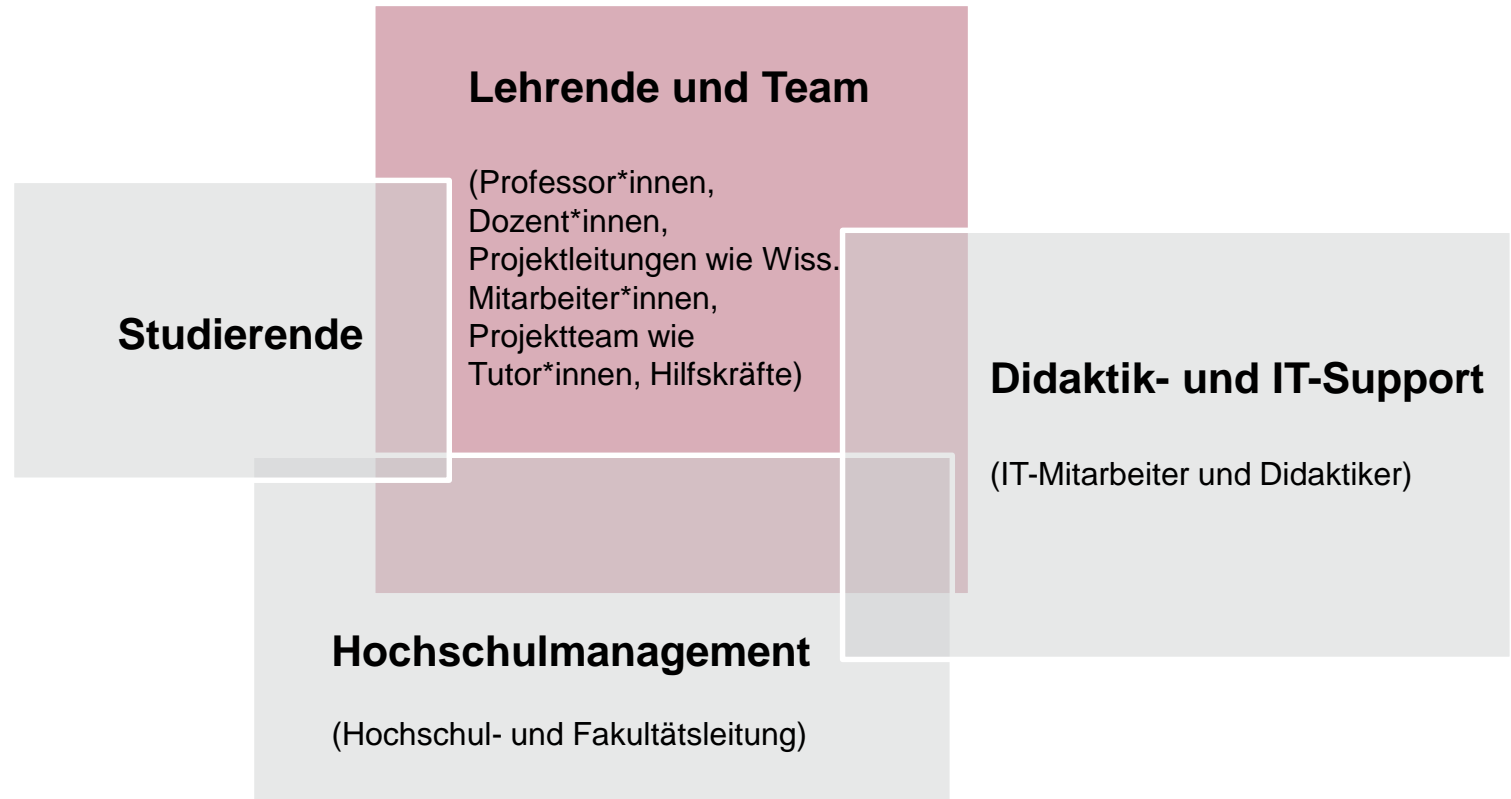 Lehrende und Team
(Professor*innen,
Dozent*innen,
Projektleitungen wie Wiss.
Mitarbeiter*innen,
Projektteam wie
Tutor*innen, Hilfskräfte)
Studierende
Didaktik- und IT-Support
(IT-Mitarbeiter und Didaktiker)
Hochschulmanagement
(Hochschul- und Fakultätsleitung)